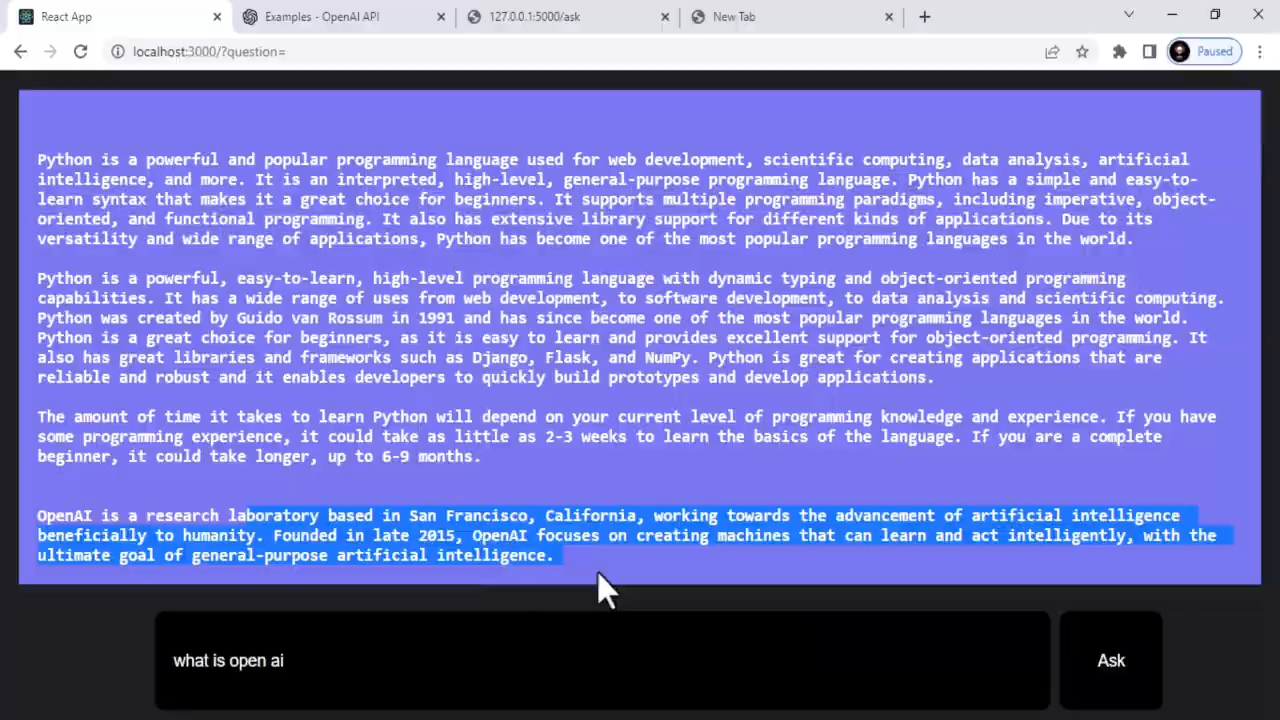 React App
Examples - OpenAI API
127.0.0.1:5000/ask
New Tab
localhost:3000/?question=
Paused
Python is a powerful and popular programming language used for web development, scientific computing, data analysis, artificial
intelligence, and more. It is an interpreted, high-level, general-purpose programming language. Python has a simple and easy-to-
learn syntax that makes it a great choice for beginners. It supports multiple programming paradigms, including imperative, object-
oriented, and functional programming. It also has extensive library support for different kinds of applications. Due to its
versatility and wide range of applications, Python has become one of the most popular programming languages in the world.
Python is a powerful, easy-to-learn, high-level programming language with dynamic typing and object-oriented programming
capabilities. It has a wide range of uses from web development, to software development, to data analysis and scientific computing.
Python was created by Guido van Rossum in 1991 and has since become one of the most popular programming languages in the world.
Python is a great choice for beginners, as it is easy to learn and provides excellent support for object-oriented programming. It
also has great libraries and frameworks such as Django, Flask, and NumPy. Python is great for creating applications that are
reliable and robust and it enables developers to quickly build prototypes and develop applications.
The amount of time it takes to learn Python will depend on your current level of programming knowledge and experience. If you have
some programming experience, it could take as little as 2-3 weeks to learn the basics of the language. If you are a complete
beginner, it could take longer, up to 6-9 months.
OpenAI is a research laboratory based in San Francisco, California, working towards the advancement of artificial intelligence
beneficially to humanity. Founded in late 2015, OpenAI focuses on creating machines that can learn and act intelligently, with the
ultimate goal of general-purpose artificial intelligence.
what is open ai
Ask